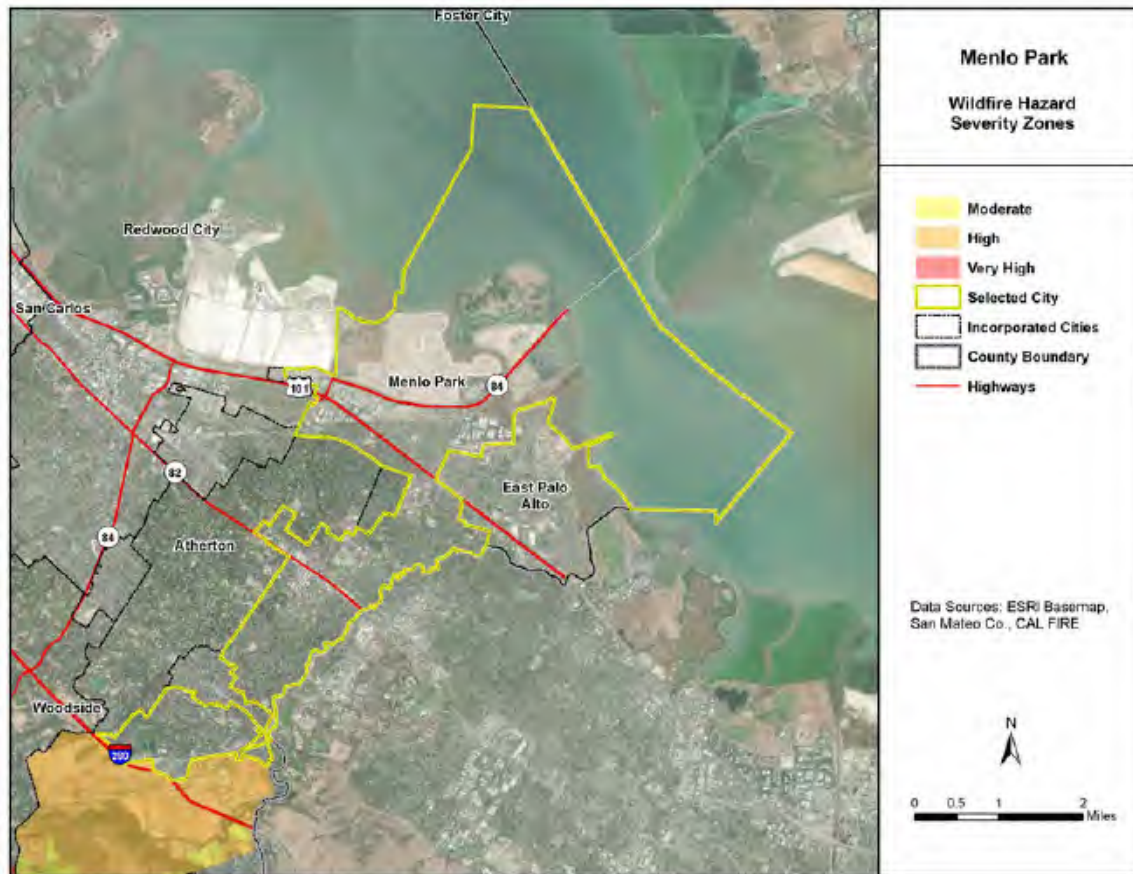 Foster City
Redwood City
San Carlos
101
Menlo Park
84
82
East Palo
Alto
84
Atherton
Woodside
280
Menlo Park
Wildfire Hazard
Severity Zones
Moderate
High
Very High
Selected City
Incorporated Cities
County Boundary
Highways
Data Sources: ESRI Basemap,
San Mateo Co., CAL FIRE
N
0 0.5 1 2
Miles